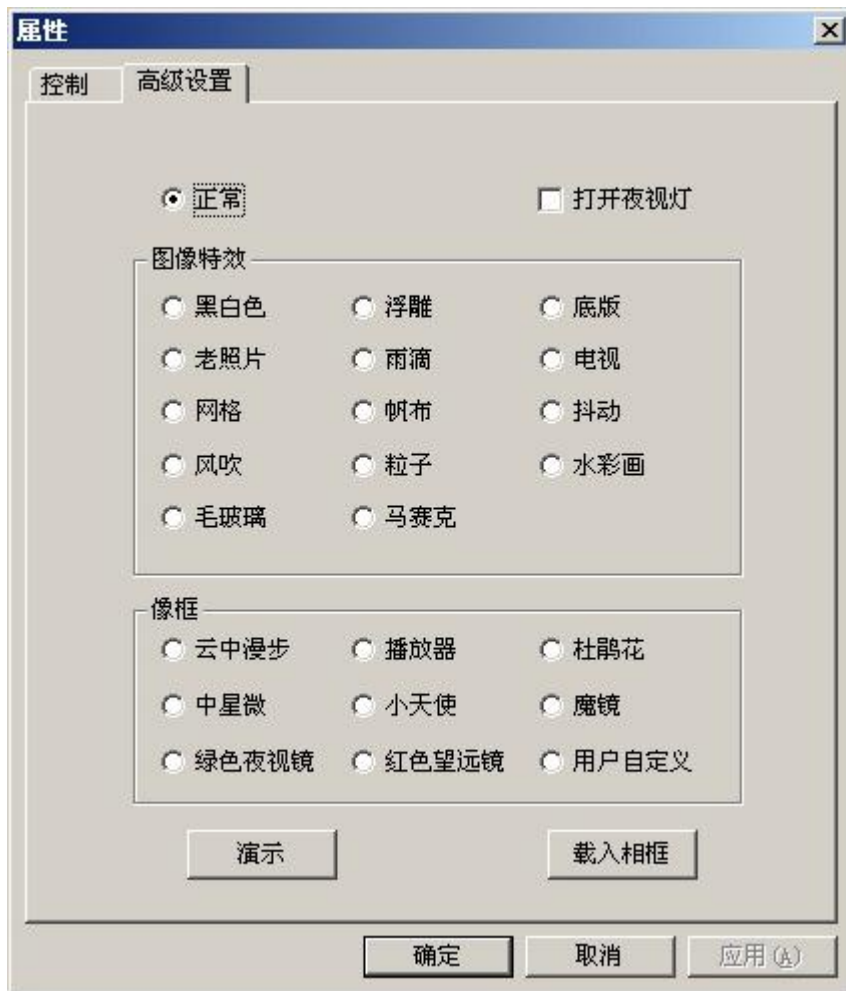 属性
控制 高级设置
正常 打开夜视灯
图像特效
黑白色 浮雕 底版
老照片 雨滴 电视
网格 帆布 抖动
风吹 粒子 水彩画
毛玻璃 马赛克
像框
云中漫步 播放器 杜鹃花
中星微 小天使 魔镜
绿色夜视镜 红色望远镜 用户自定义
演示 载入相框
确定 取消 应用(A)